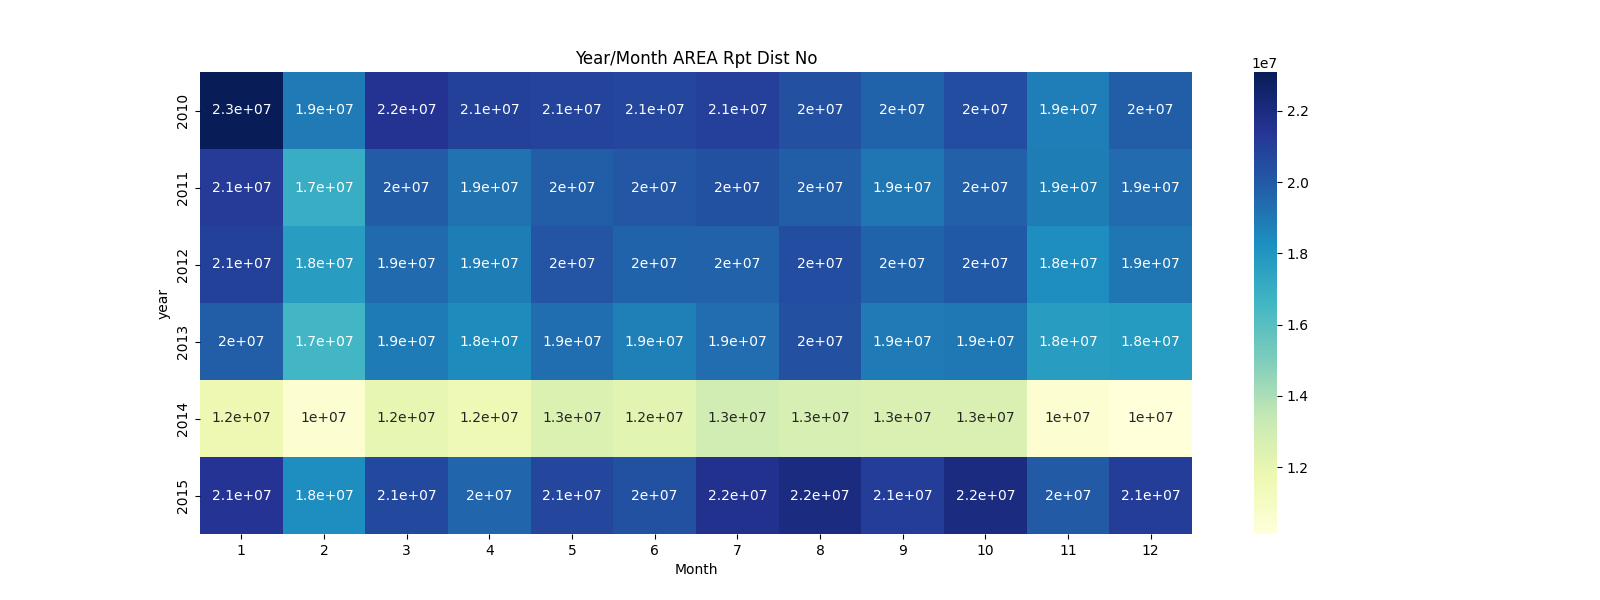 Year/Month AREA Rpt Dist No
1e7
2010 2.3e+07 1.9e+07 2.2e+07 2.1e+07 2.1e+07 2.1e+07 2.1e+07 2e+07 2e+07 2e+07 1.9e+07 2e+07
2011 2.1e+07 1.7e+07 2e+07 1.9e+07 2e+07 2e+07 2e+07 2e+07 1.9e+07 2e+07 1.9e+07 1.9e+07
2012 2.1e+07 1.8e+07 1.9e+07 1.9e+07 2e+07 2e+07 2e+07 2e+07 2e+07 2e+07 1.8e+07 1.9e+07
2013 2e+07 1.7e+07 1.9e+07 1.8e+07 1.9e+07 1.9e+07 1.9e+07 2e+07 1.9e+07 1.9e+07 1.8e+07 1.8e+07
2014 1.2e+07 1e+07 1.2e+07 1.2e+07 1.3e+07 1.2e+07 1.3e+07 1.3e+07 1.3e+07 1.3e+07 1e+07 1e+07
2015 2.1e+07 1.8e+07 2.1e+07 2e+07 2.1e+07 2e+07 2.2e+07 2.2e+07 2.1e+07 2.2e+07 2e+07 2.1e+07
year
1 2 3 4 5 6 7 8 9 10 11 12
Month
2.2
2.0
1.8
1.6
1.4
1.2